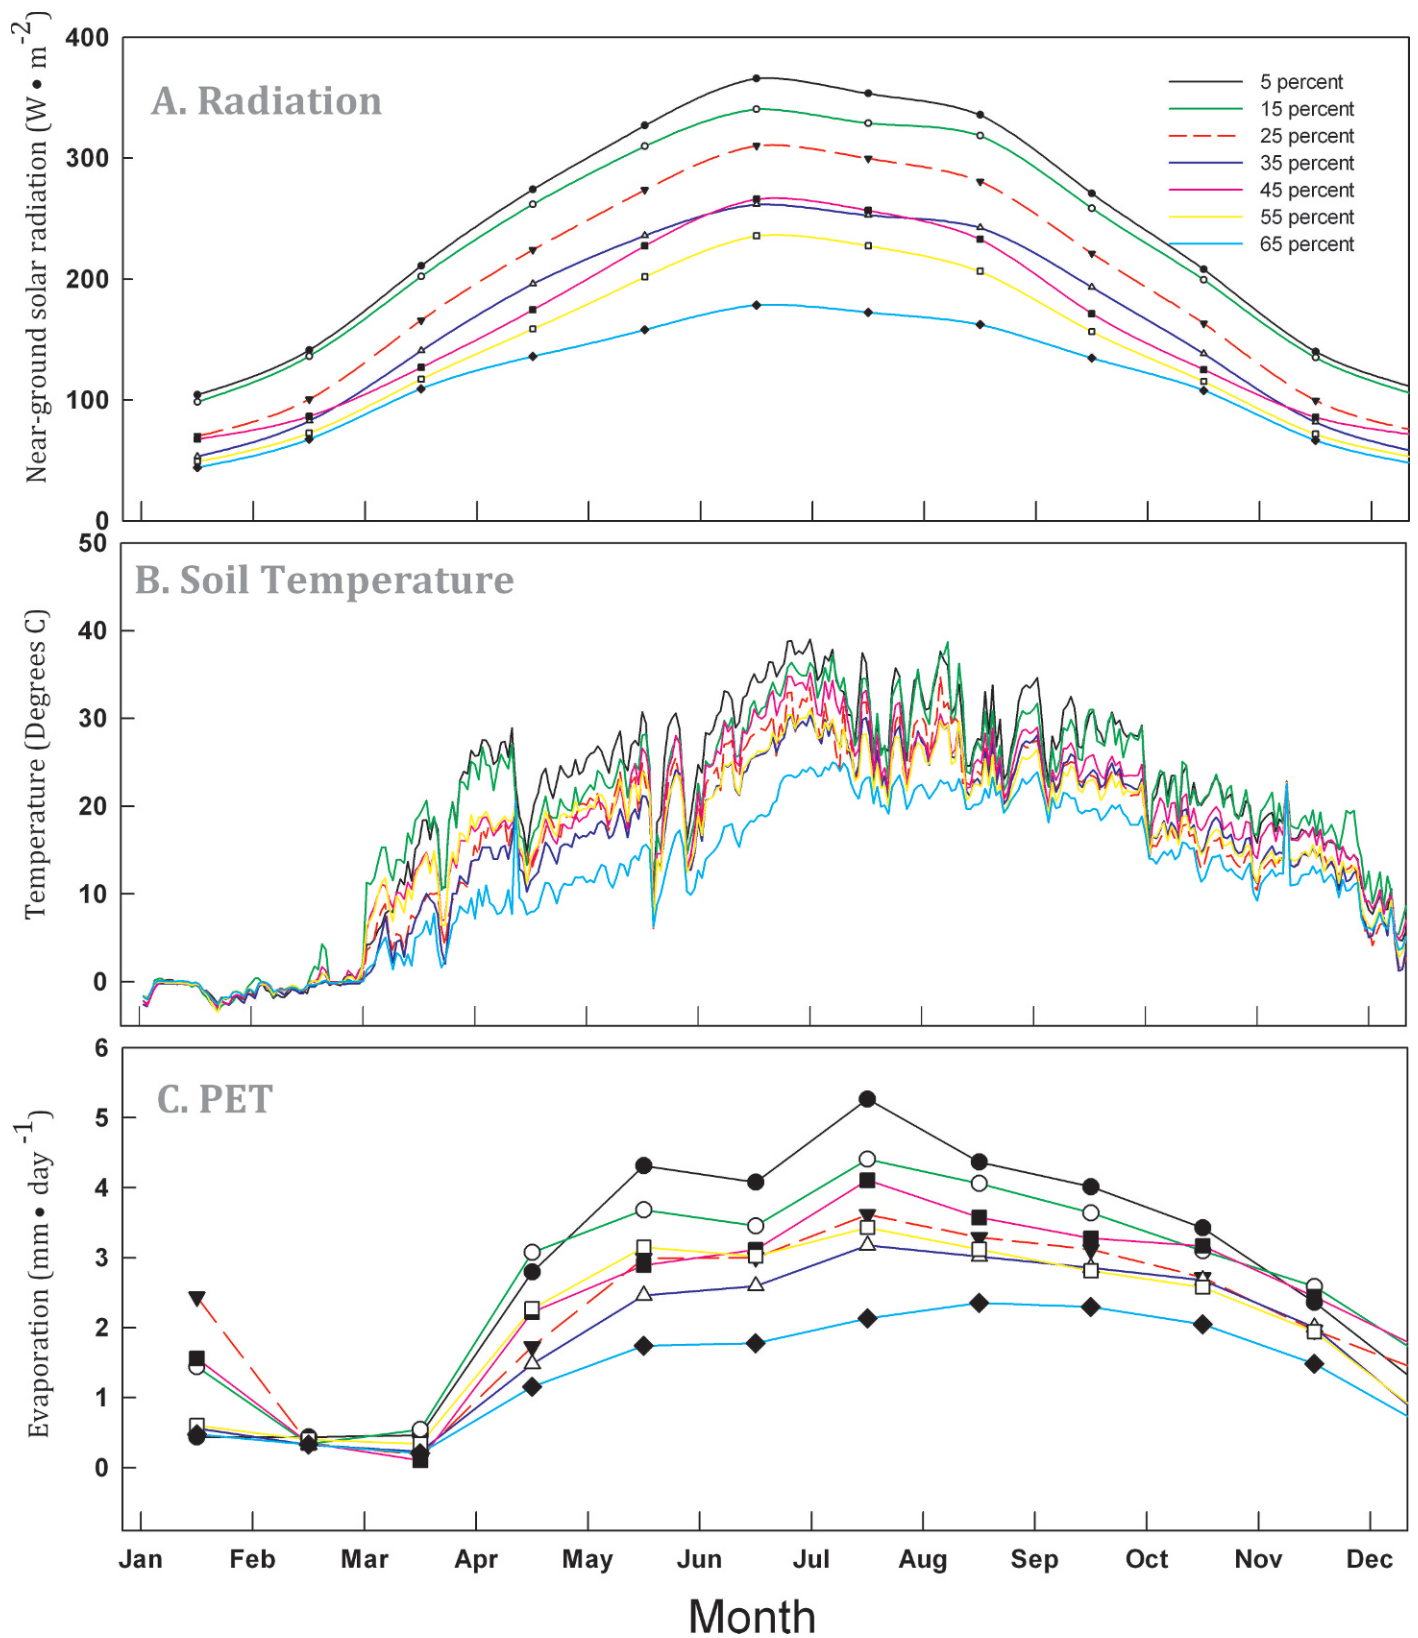 Near-ground solar radiation (W • m-2)
400
300
200
100
0
A. Radiation
5 percent
15 percent
25 percent
35 percent
45 percent
55 percent
65 percent
Temperature (Degrees C)
50
40
30
20
10
0
B. Soil Temperature
Evaporation (mm • day -1)
6
5
4
3
2
1
0
C. PET
Jan Feb Mar Apr May Jun Jul Aug Sep Oct Nov Dec
Month